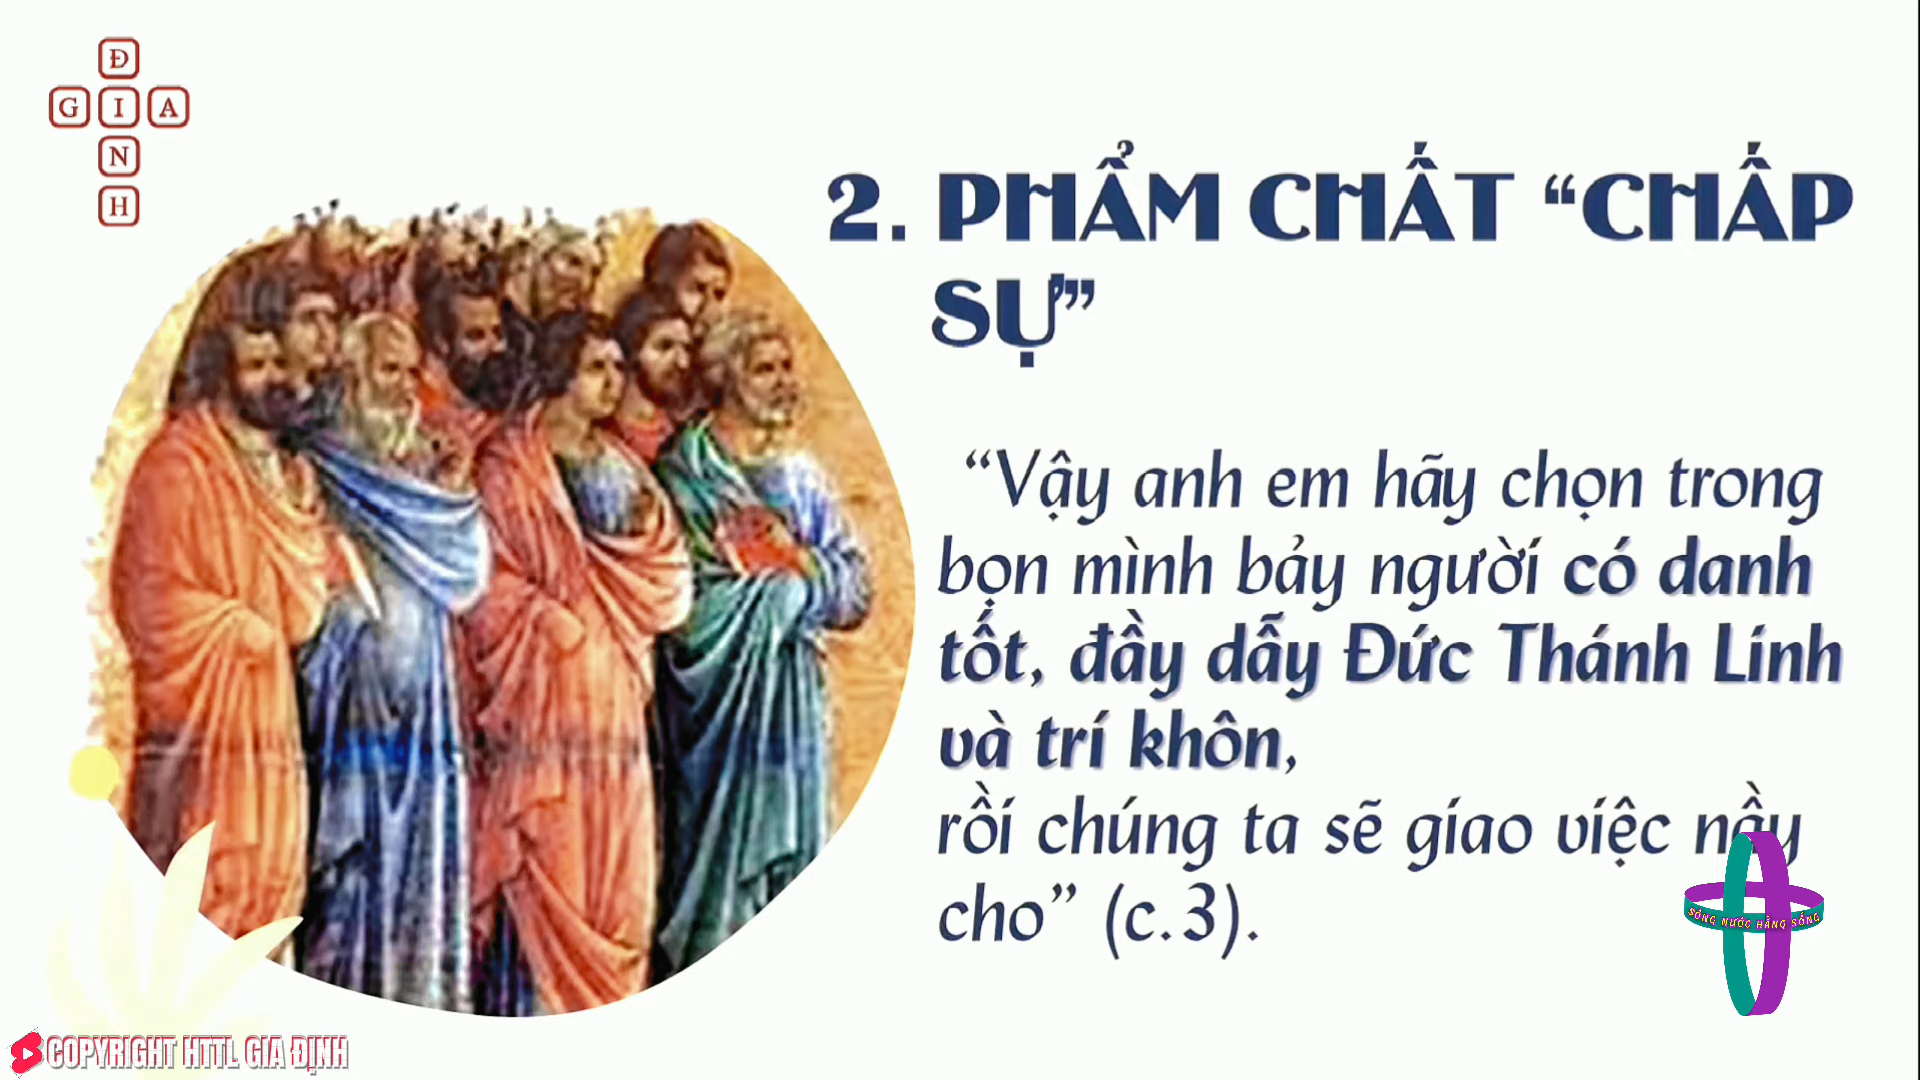 Đ
G I A
N
H
2. PHẨM CHẤT “CHẤP
SỰ”
“Vậy anh em hãy chọn trong
bọn mình bảy người có danh
tốt, đầy dẫy Đức Thánh Linh
và trí khôn,
rồi chúng ta sẽ giao việc nầy
cho” (c.3).
SÔNG NƯỚC HẰNG SỐNG
COPYRIGHT HTTL GIA ĐỊNH